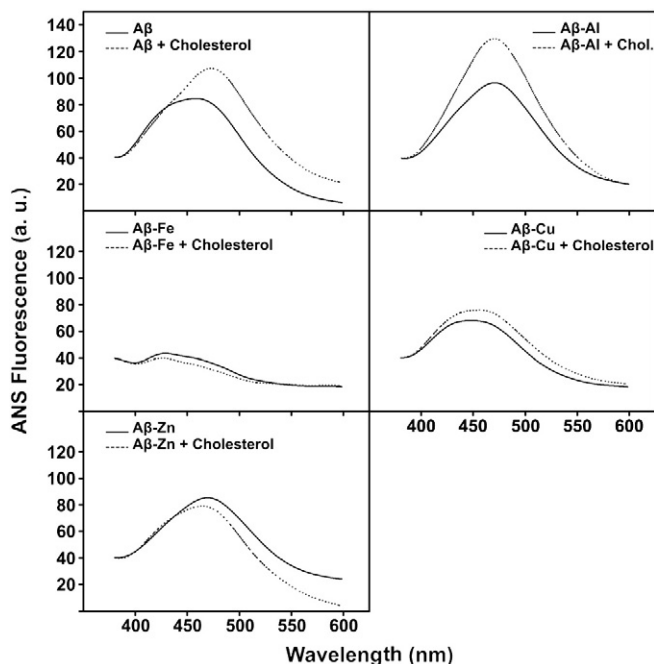 ANS Fluorescence (a. u.)
140
120
100
80
60
40
20
Aβ
Aβ + Cholesterol
Aβ-Al
Aβ-Al + Chol.
120
100
80
60
40
20
Aβ-Fe
Aβ-Fe + Cholesterol
Aβ-Cu
Aβ-Cu + Cholesterol
400 450 500 550 600
120
100
80
60
40
20
Aβ-Zn
Aβ-Zn + Cholesterol
400 450 500 550 600
Wavelength (nm)